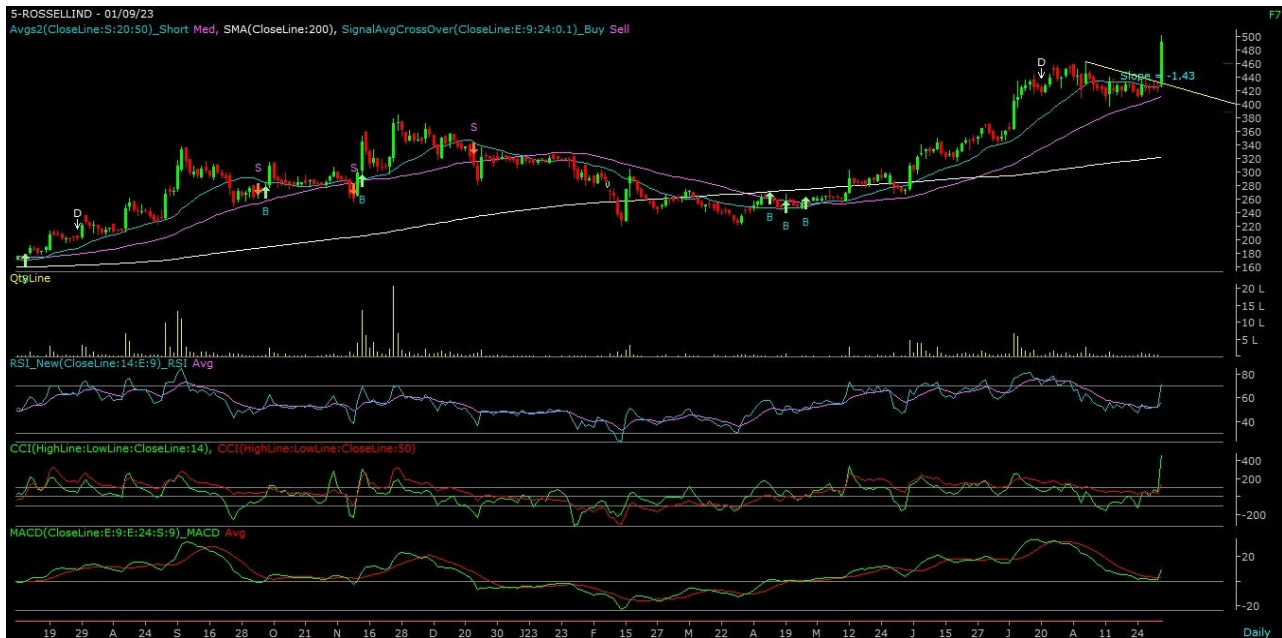 5-ROSSELLIND - 01/09/23
F7
Avgs2(CloseLine:S:20:50)_Short Med, SMA(CloseLine:200), SignalAvgCrossOver(CloseLine:E:9:24:0.1)_Buy Sell
500
480
460
440
420
400
380
360
340
320
300
280
260
240
220
200
180
160
D
S
B
S
B
S
B
B
B
D
Slope = -1.43
QtyLine
20 L
15 L
10 L
5 L
RSI_New(CloseLine:14:E:9)_RSI Avg
80
60
40
CCI(HighLine:LowLine:CloseLine:14), CCI(HighLine:LowLine:CloseLine:50)
400
200
-200
MACD(CloseLine:E:9:E:24:S:9)_MACD Avg
20
-20
19 29 A 24 S 16 28 O 21 N 16 28 D 20 30 J23 23 F 15 27 M 22 A 19 M 12 24 J 15 27 J 20 A 11 24 Daily